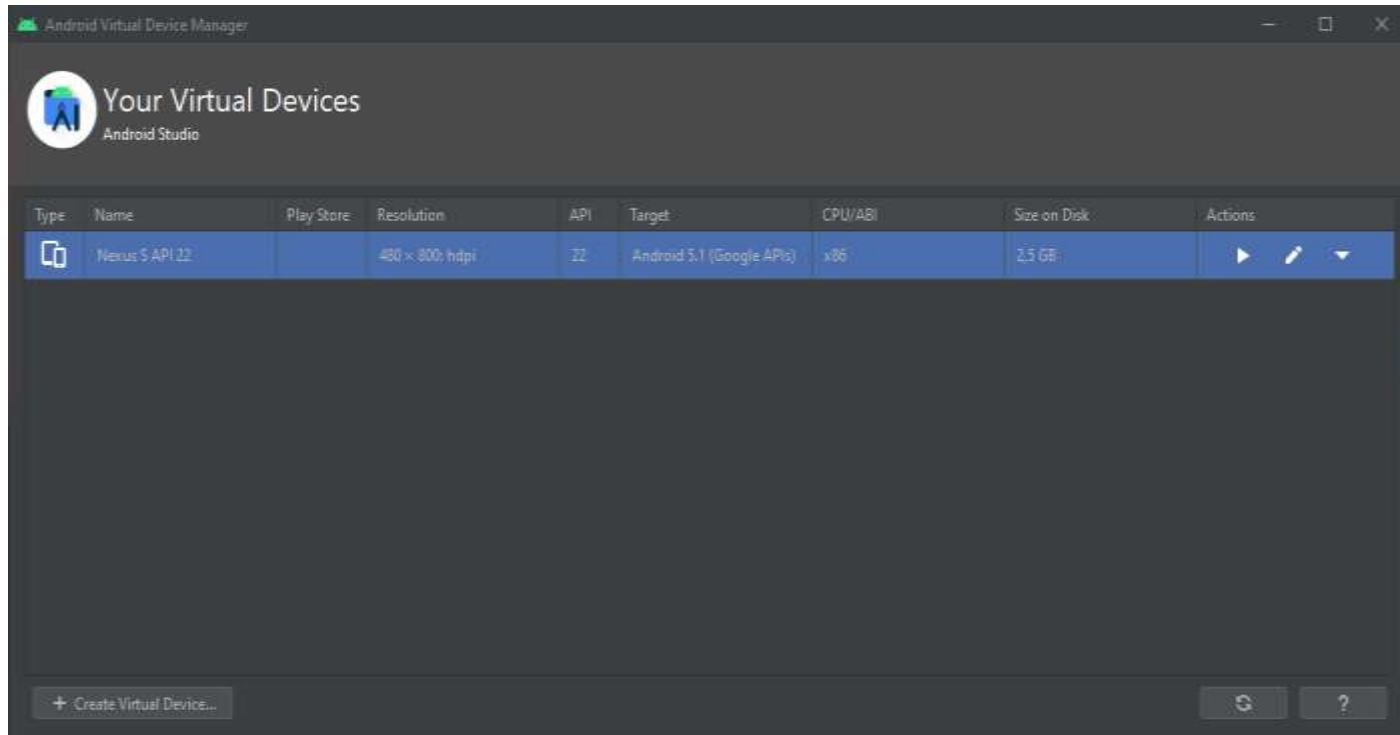 Android Virtual Device Manager
Your Virtual Devices
Android Studio
Type Name Play Store Resolution API Target CPU/ABI Size on Disk Actions
Nexus S API 22 480 × 800: hdpi 22 Android 5.1 (Google APIs) x86 2,5 GB
+ Create Virtual Device... ?